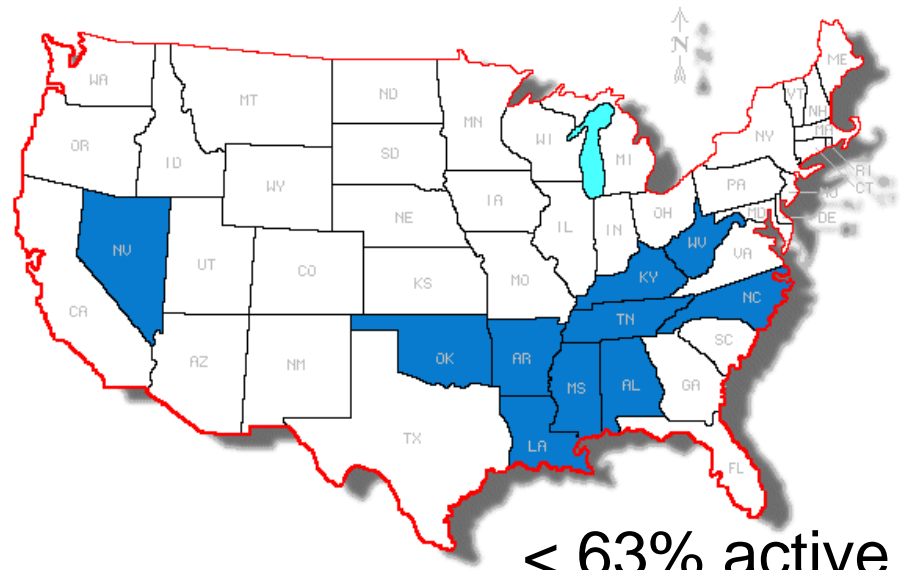 N
WA
MT
ND
MN
ME
VT
NH
OR
ID
SD
WI
MI
NY
MA
WY
IA
RI
CT
NE
PA
NJ
NV
IL
IN
OH
MD
DE
UT
CO
KS
MO
WV
VA
KY
CA
NC
TN
AZ
NM
OK
AR
SC
MS
AL
GA
TX
LA
FL
< 63% active